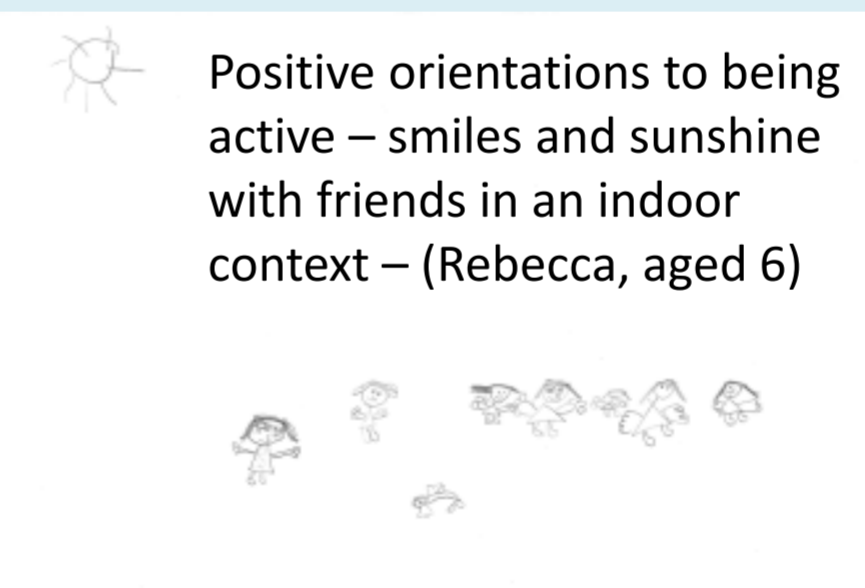 Positive orientations to being
active – smiles and sunshine
with friends in an indoor
context – (Rebecca, aged 6)